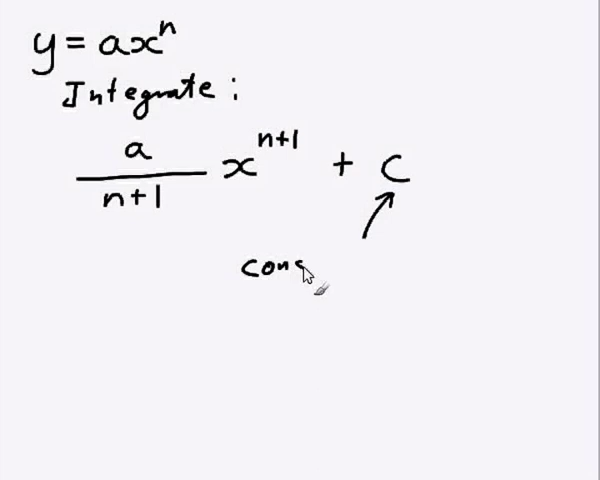 y = axⁿ
Integrate :
a/(n+1) xⁿ⁺¹ + C
cons